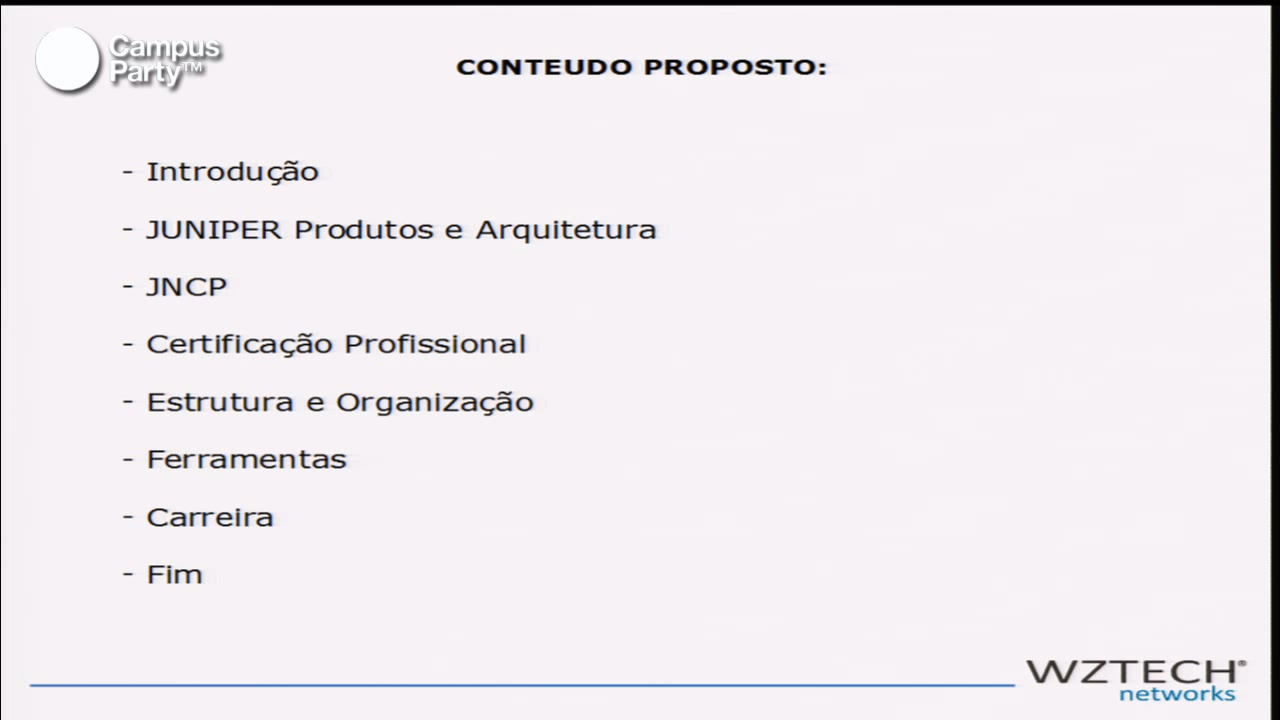 Campus
Party™
CONTEUDO PROPOSTO:
- Introdução
- JUNIPER Produtos e Arquitetura
- JNCP
- Certificação Profissional
- Estrutura e Organização
- Ferramentas
- Carreira
- Fim
WZTECH®
networks